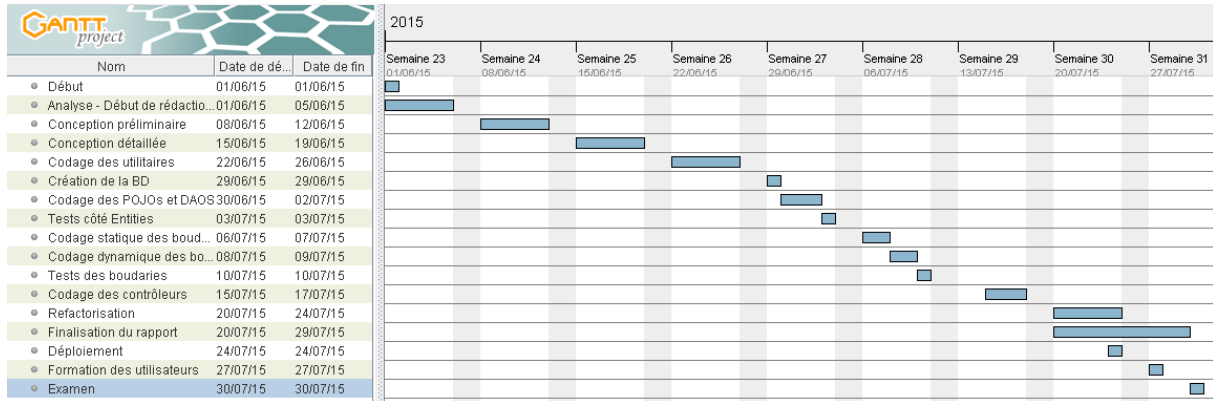 GANTT
project
2015
Semaine 23 Semaine 24 Semaine 25 Semaine 26 Semaine 27 Semaine 28 Semaine 29 Semaine 30 Semaine 31
01/06/15 08/06/15 15/06/15 22/06/15 29/06/15 06/07/15 13/07/15 20/07/15 27/07/15
Nom Date de dé... Date de fin
Début 01/06/15 01/06/15
Analyse - Début de rédactio... 01/06/15 05/06/15
Conception préliminaire 08/06/15 12/06/15
Conception détaillée 15/06/15 19/06/15
Codage des utilitaires 22/06/15 26/06/15
Création de la BD 29/06/15 29/06/15
Codage des POJOs et DAOS 30/06/15 02/07/15
Tests côté Entities 03/07/15 03/07/15
Codage statique des boud... 06/07/15 07/07/15
Codage dynamique des bo... 08/07/15 09/07/15
Tests des boudaries 10/07/15 10/07/15
Codage des contrôleurs 15/07/15 17/07/15
Refactorisation 20/07/15 24/07/15
Finalisation du rapport 20/07/15 29/07/15
Déploiement 24/07/15 24/07/15
Formation des utilisateurs 27/07/15 27/07/15
Examen 30/07/15 30/07/15